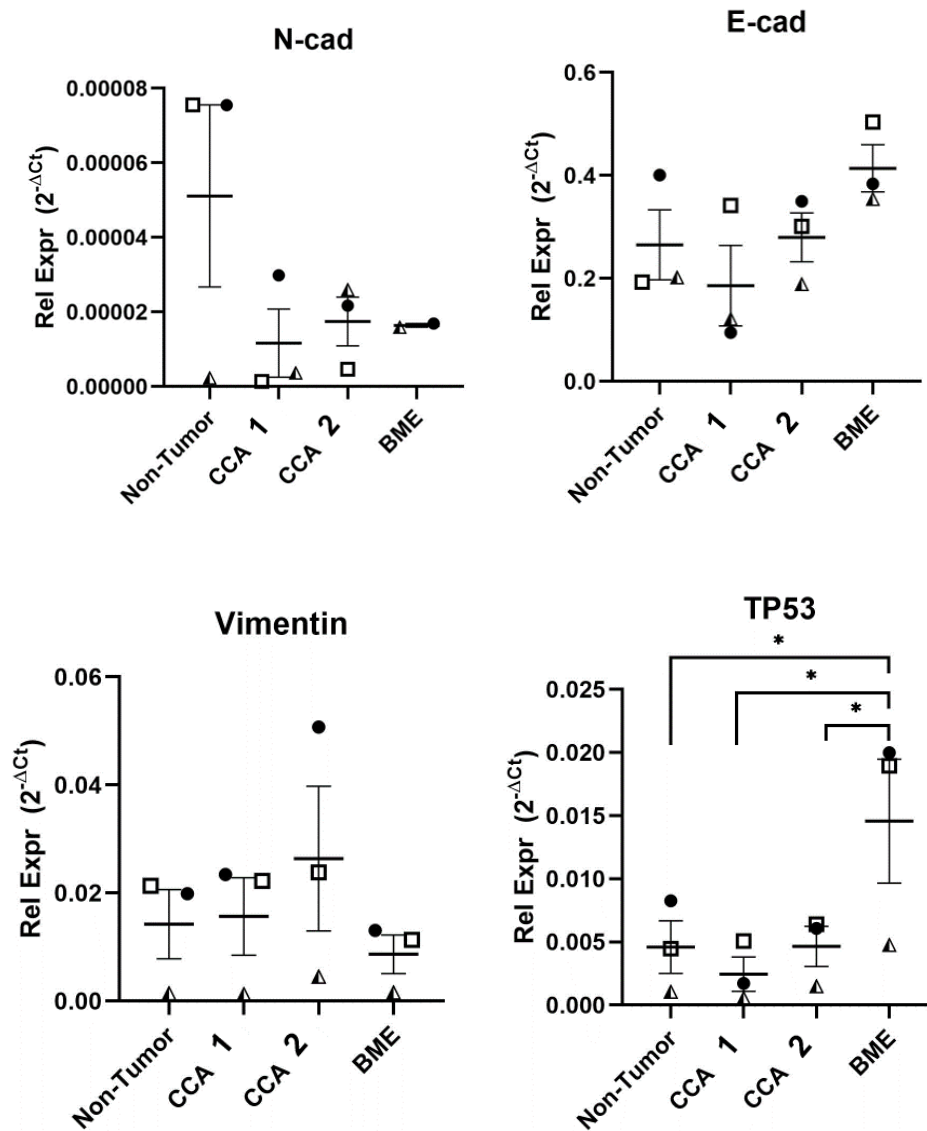 N-cad
Rel Expr (2^-ΔCt)
0.00008
0.00006
0.00004
0.00002
0.00000
Non-Tumor
CCA 1
CCA 2
BME
E-cad
Rel Expr (2^-ΔCt)
0.6
0.4
0.2
0.0
Non-Tumor
CCA 1
CCA 2
BME
Vimentin
Rel Expr (2^-ΔCt)
0.06
0.04
0.02
0.00
Non-Tumor
CCA 1
CCA 2
BME
TP53
*
*
*
Rel Expr (2^-ΔCt)
0.025
0.020
0.015
0.010
0.005
0.000
Non-Tumor
CCA 1
CCA 2
BME